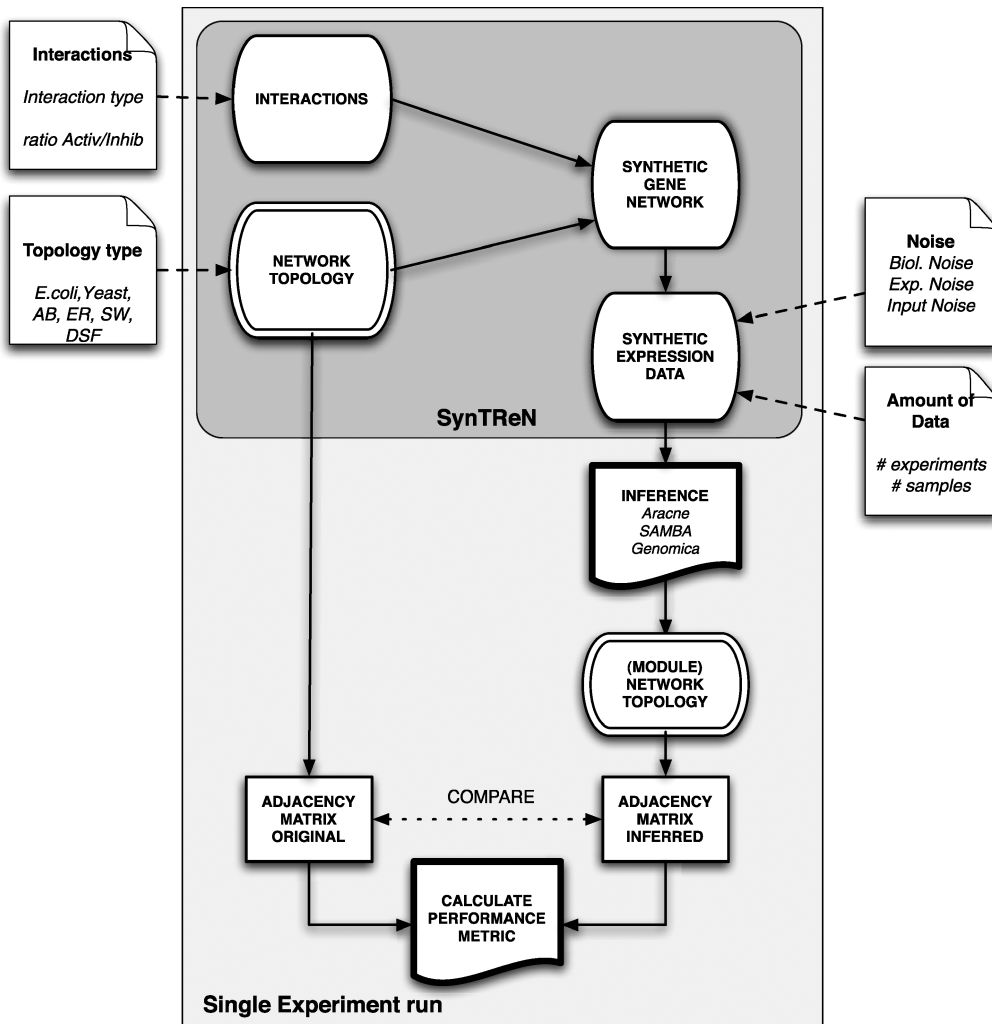 Interactions
Interaction type
ratio Activ/Inhib
INTERACTIONS
Topology type
E.coli,Yeast,
AB, ER, SW,
DSF
NETWORK
TOPOLOGY
SYNTHETIC
GENE
NETWORK
SYNTHETIC
EXPRESSION
DATA
Noise
Biol. Noise
Exp. Noise
Input Noise
Amount of
Data
# experiments
# samples
SynTReN
INFERENCE
Aracne
SAMBA
Genomica
(MODULE)
NETWORK
TOPOLOGY
ADJACENCY
MATRIX
ORIGINAL
COMPARE
ADJACENCY
MATRIX
INFERRED
CALCULATE
PERFORMANCE
METRIC
Single Experiment run